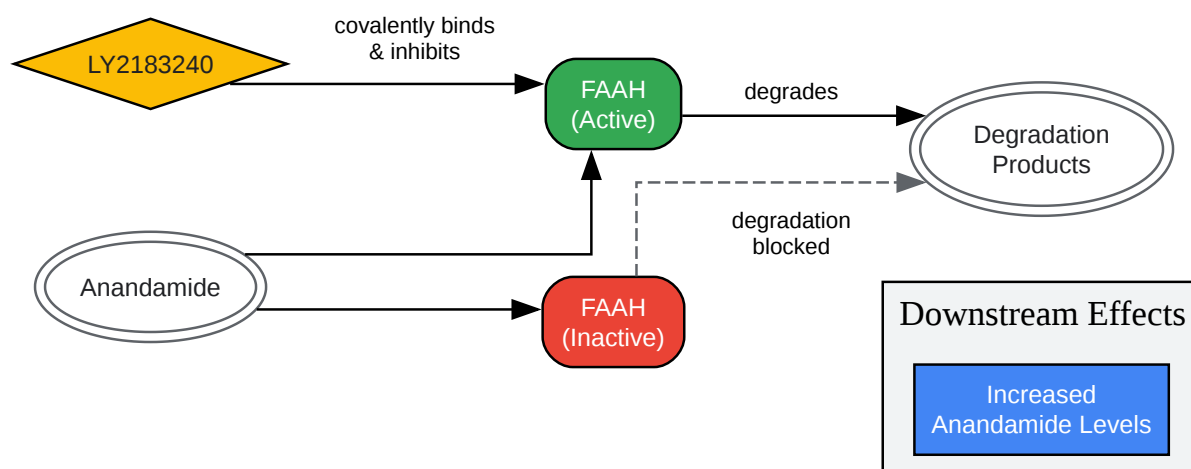 covalently binds
& inhibits
LY2183240
FAAH
(Active)
degrades
Degradation
Products
degradation
blocked
Anandamide
FAAH
(Inactive)
Downstream Effects
Increased
Anandamide Levels